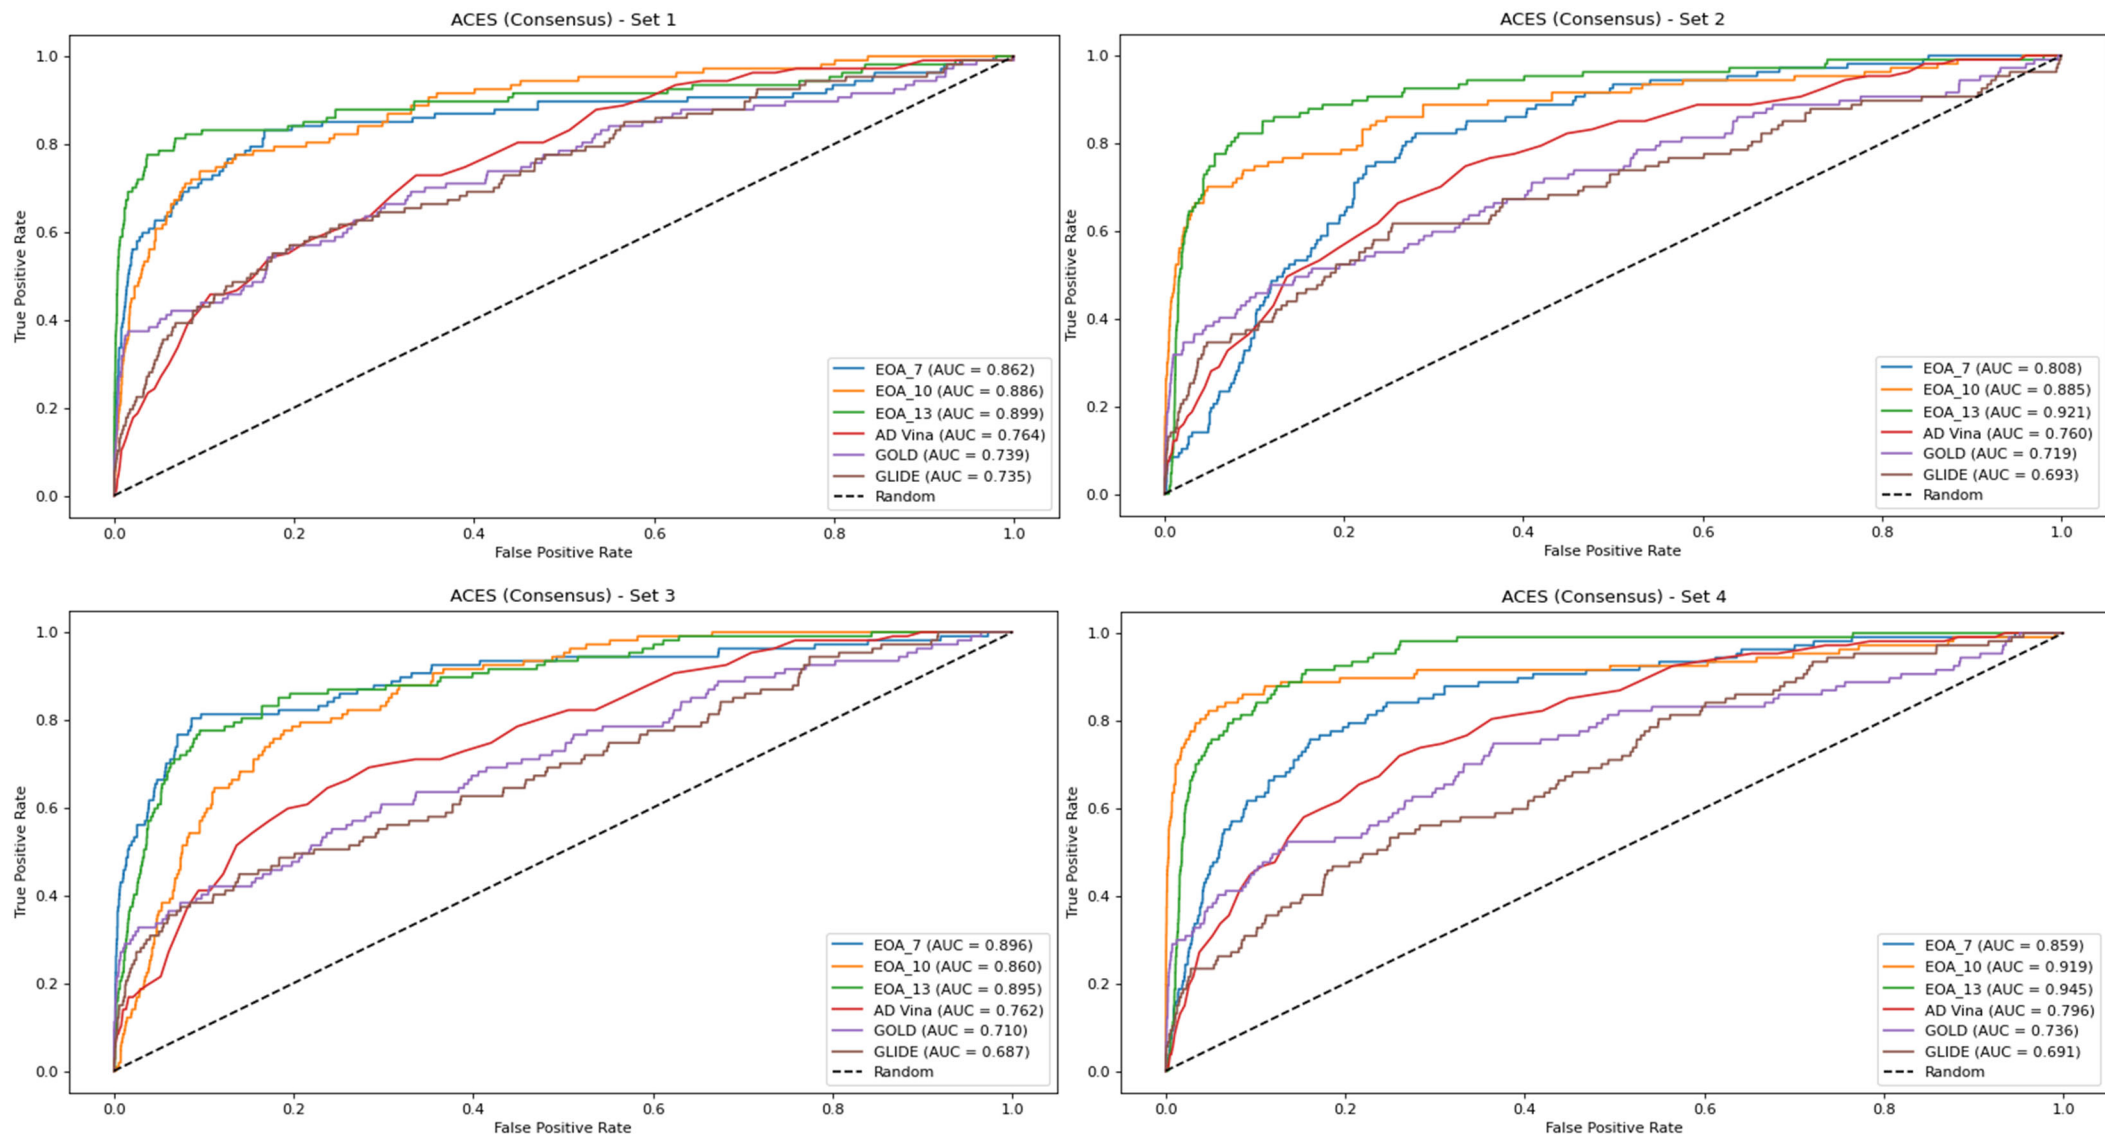 ACES (Consensus) - Set 1
True Positive Rate
1.0
0.8
0.6
0.4
0.2
0.0
EOA_7 (AUC = 0.862)
EOA_10 (AUC = 0.886)
EOA_13 (AUC = 0.899)
AD Vina (AUC = 0.764)
GOLD (AUC = 0.739)
GLIDE (AUC = 0.735)
Random
0.0 0.2 0.4 0.6 0.8 1.0
False Positive Rate
ACES (Consensus) - Set 2
True Positive Rate
1.0
0.8
0.6
0.4
0.2
0.0
EOA_7 (AUC = 0.808)
EOA_10 (AUC = 0.885)
EOA_13 (AUC = 0.921)
AD Vina (AUC = 0.760)
GOLD (AUC = 0.719)
GLIDE (AUC = 0.693)
Random
0.0 0.2 0.4 0.6 0.8 1.0
False Positive Rate
ACES (Consensus) - Set 3
True Positive Rate
1.0
0.8
0.6
0.4
0.2
0.0
EOA_7 (AUC = 0.896)
EOA_10 (AUC = 0.860)
EOA_13 (AUC = 0.895)
AD Vina (AUC = 0.762)
GOLD (AUC = 0.710)
GLIDE (AUC = 0.687)
Random
0.0 0.2 0.4 0.6 0.8 1.0
False Positive Rate
ACES (Consensus) - Set 4
True Positive Rate
1.0
0.8
0.6
0.4
0.2
0.0
EOA_7 (AUC = 0.859)
EOA_10 (AUC = 0.919)
EOA_13 (AUC = 0.945)
AD Vina (AUC = 0.796)
GOLD (AUC = 0.736)
GLIDE (AUC = 0.691)
Random
0.0 0.2 0.4 0.6 0.8 1.0
False Positive Rate